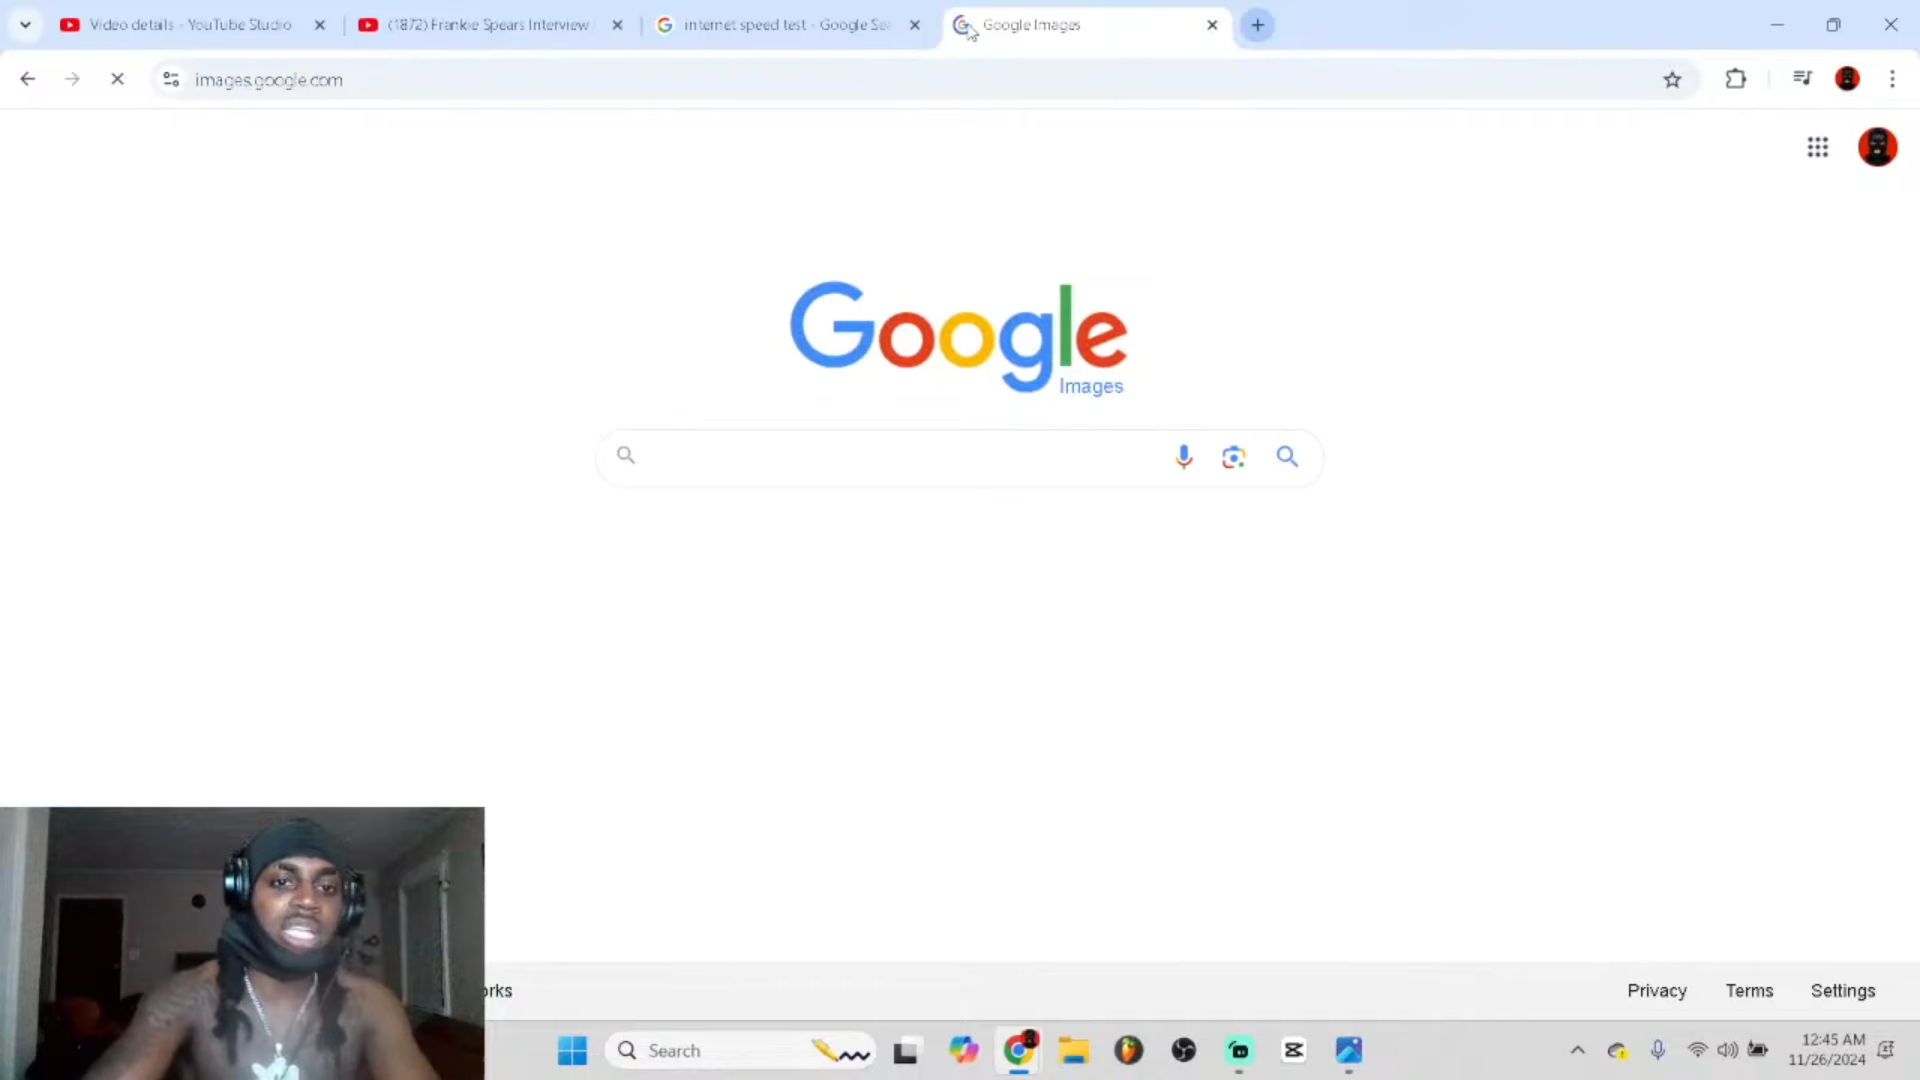 Video details - YouTube Studio
(1872) Frankie Spears Interview
internet speed test - Google Se
Google Images
images.google.com
Google
Images
orks
Privacy
Terms
Settings
Search
12:45 AM
11/26/2024